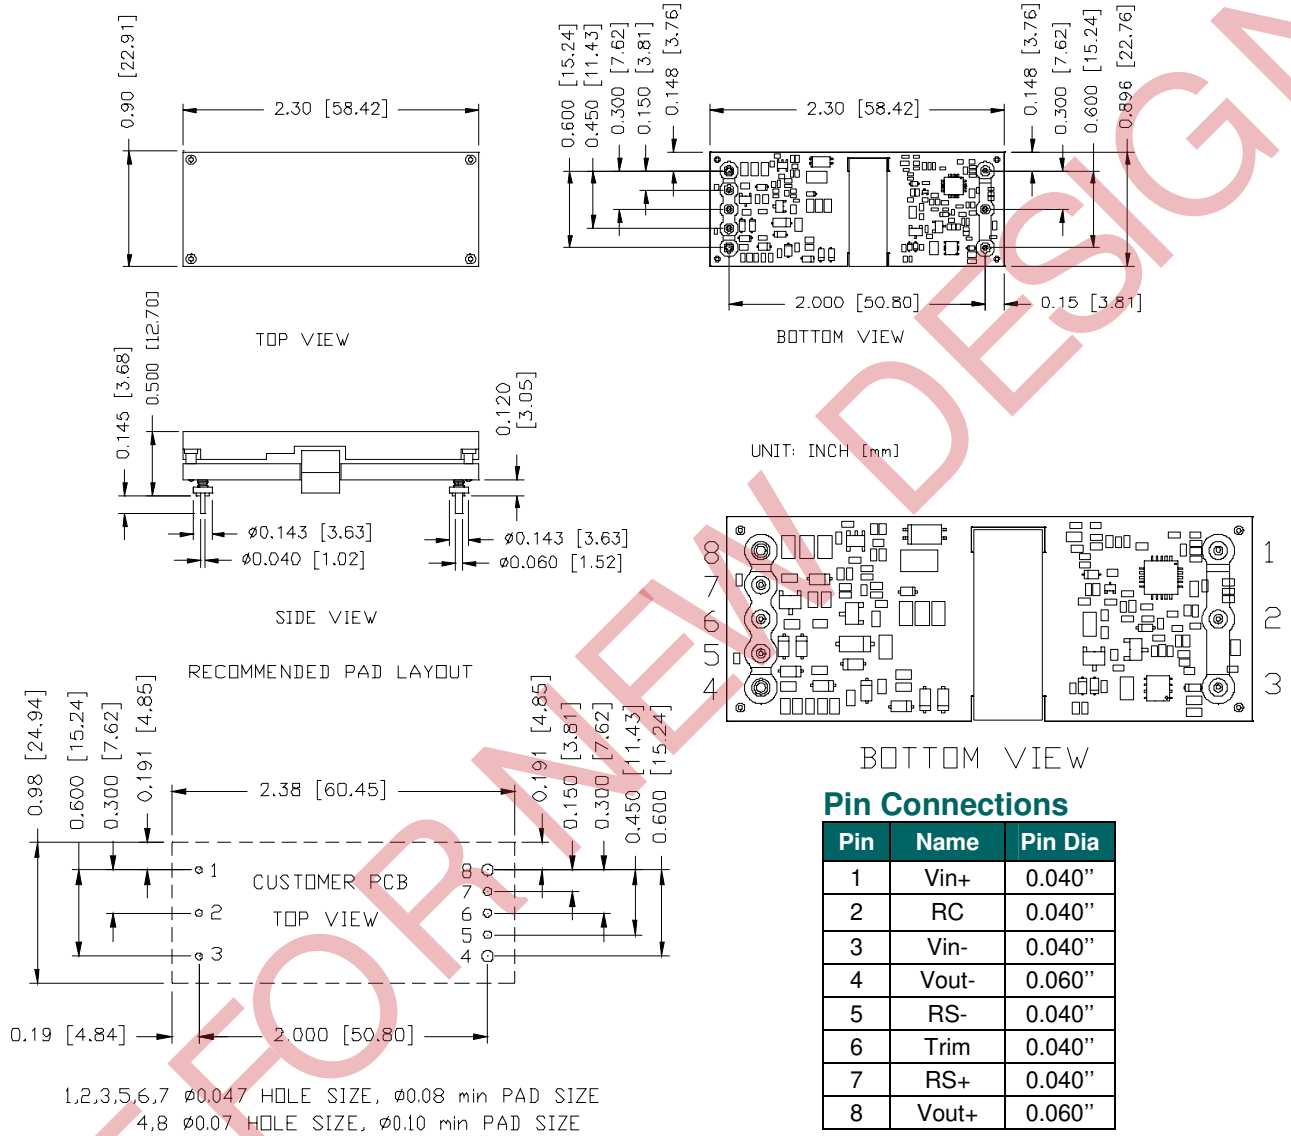 0.90 [22.91]
2.30 [58.42]
TOP VIEW
0.600 [15.24]
0.450 [11.43]
0.300 [7.62]
0.150 [3.81]
0.148 [3.76]
2.30 [58.42]
0.148 [3.76]
0.300 [7.62]
0.600 [15.24]
0.896 [22.76]
2.000 [50.80]
0.15 [3.81]
BOTTOM VIEW
0.145 [3.68]
0.500 [12.70]
0.120
[3.05]
ø0.143 [3.63]
ø0.040 [1.02]
ø0.143 [3.63]
ø0.060 [1.52]
SIDE VIEW
UNIT: INCH [mm]
8
7
6
5
4
1
2
3
BOTTOM VIEW
RECOMMENDED PAD LAYOUT
0.98 [24.94]
0.600 [15.24]
0.300 [7.62]
0.191 [4.85]
2.38 [60.45]
0.191 [4.85]
0.150 [3.81]
0.300 [7.62]
0.450 [11.43]
0.600 [15.24]
1
2
3
CUSTOMER PCB
TOP VIEW
8
7
6
5
4
0.19 [4.84]
2.000 [50.80]
1,2,3,5,6,7 ø0.047 HOLE SIZE, ø0.08 min PAD SIZE
4,8 ø0.07 HOLE SIZE, ø0.10 min PAD SIZE
Pin Connections
Pin Name Pin Dia
1 Vin+ 0.040’’
2 RC 0.040’’
3 Vin- 0.040’’
4 Vout- 0.060’’
5 RS- 0.040’’
6 Trim 0.040’’
7 RS+ 0.040’’
8 Vout+ 0.060’’
FOR NEW DESIGN